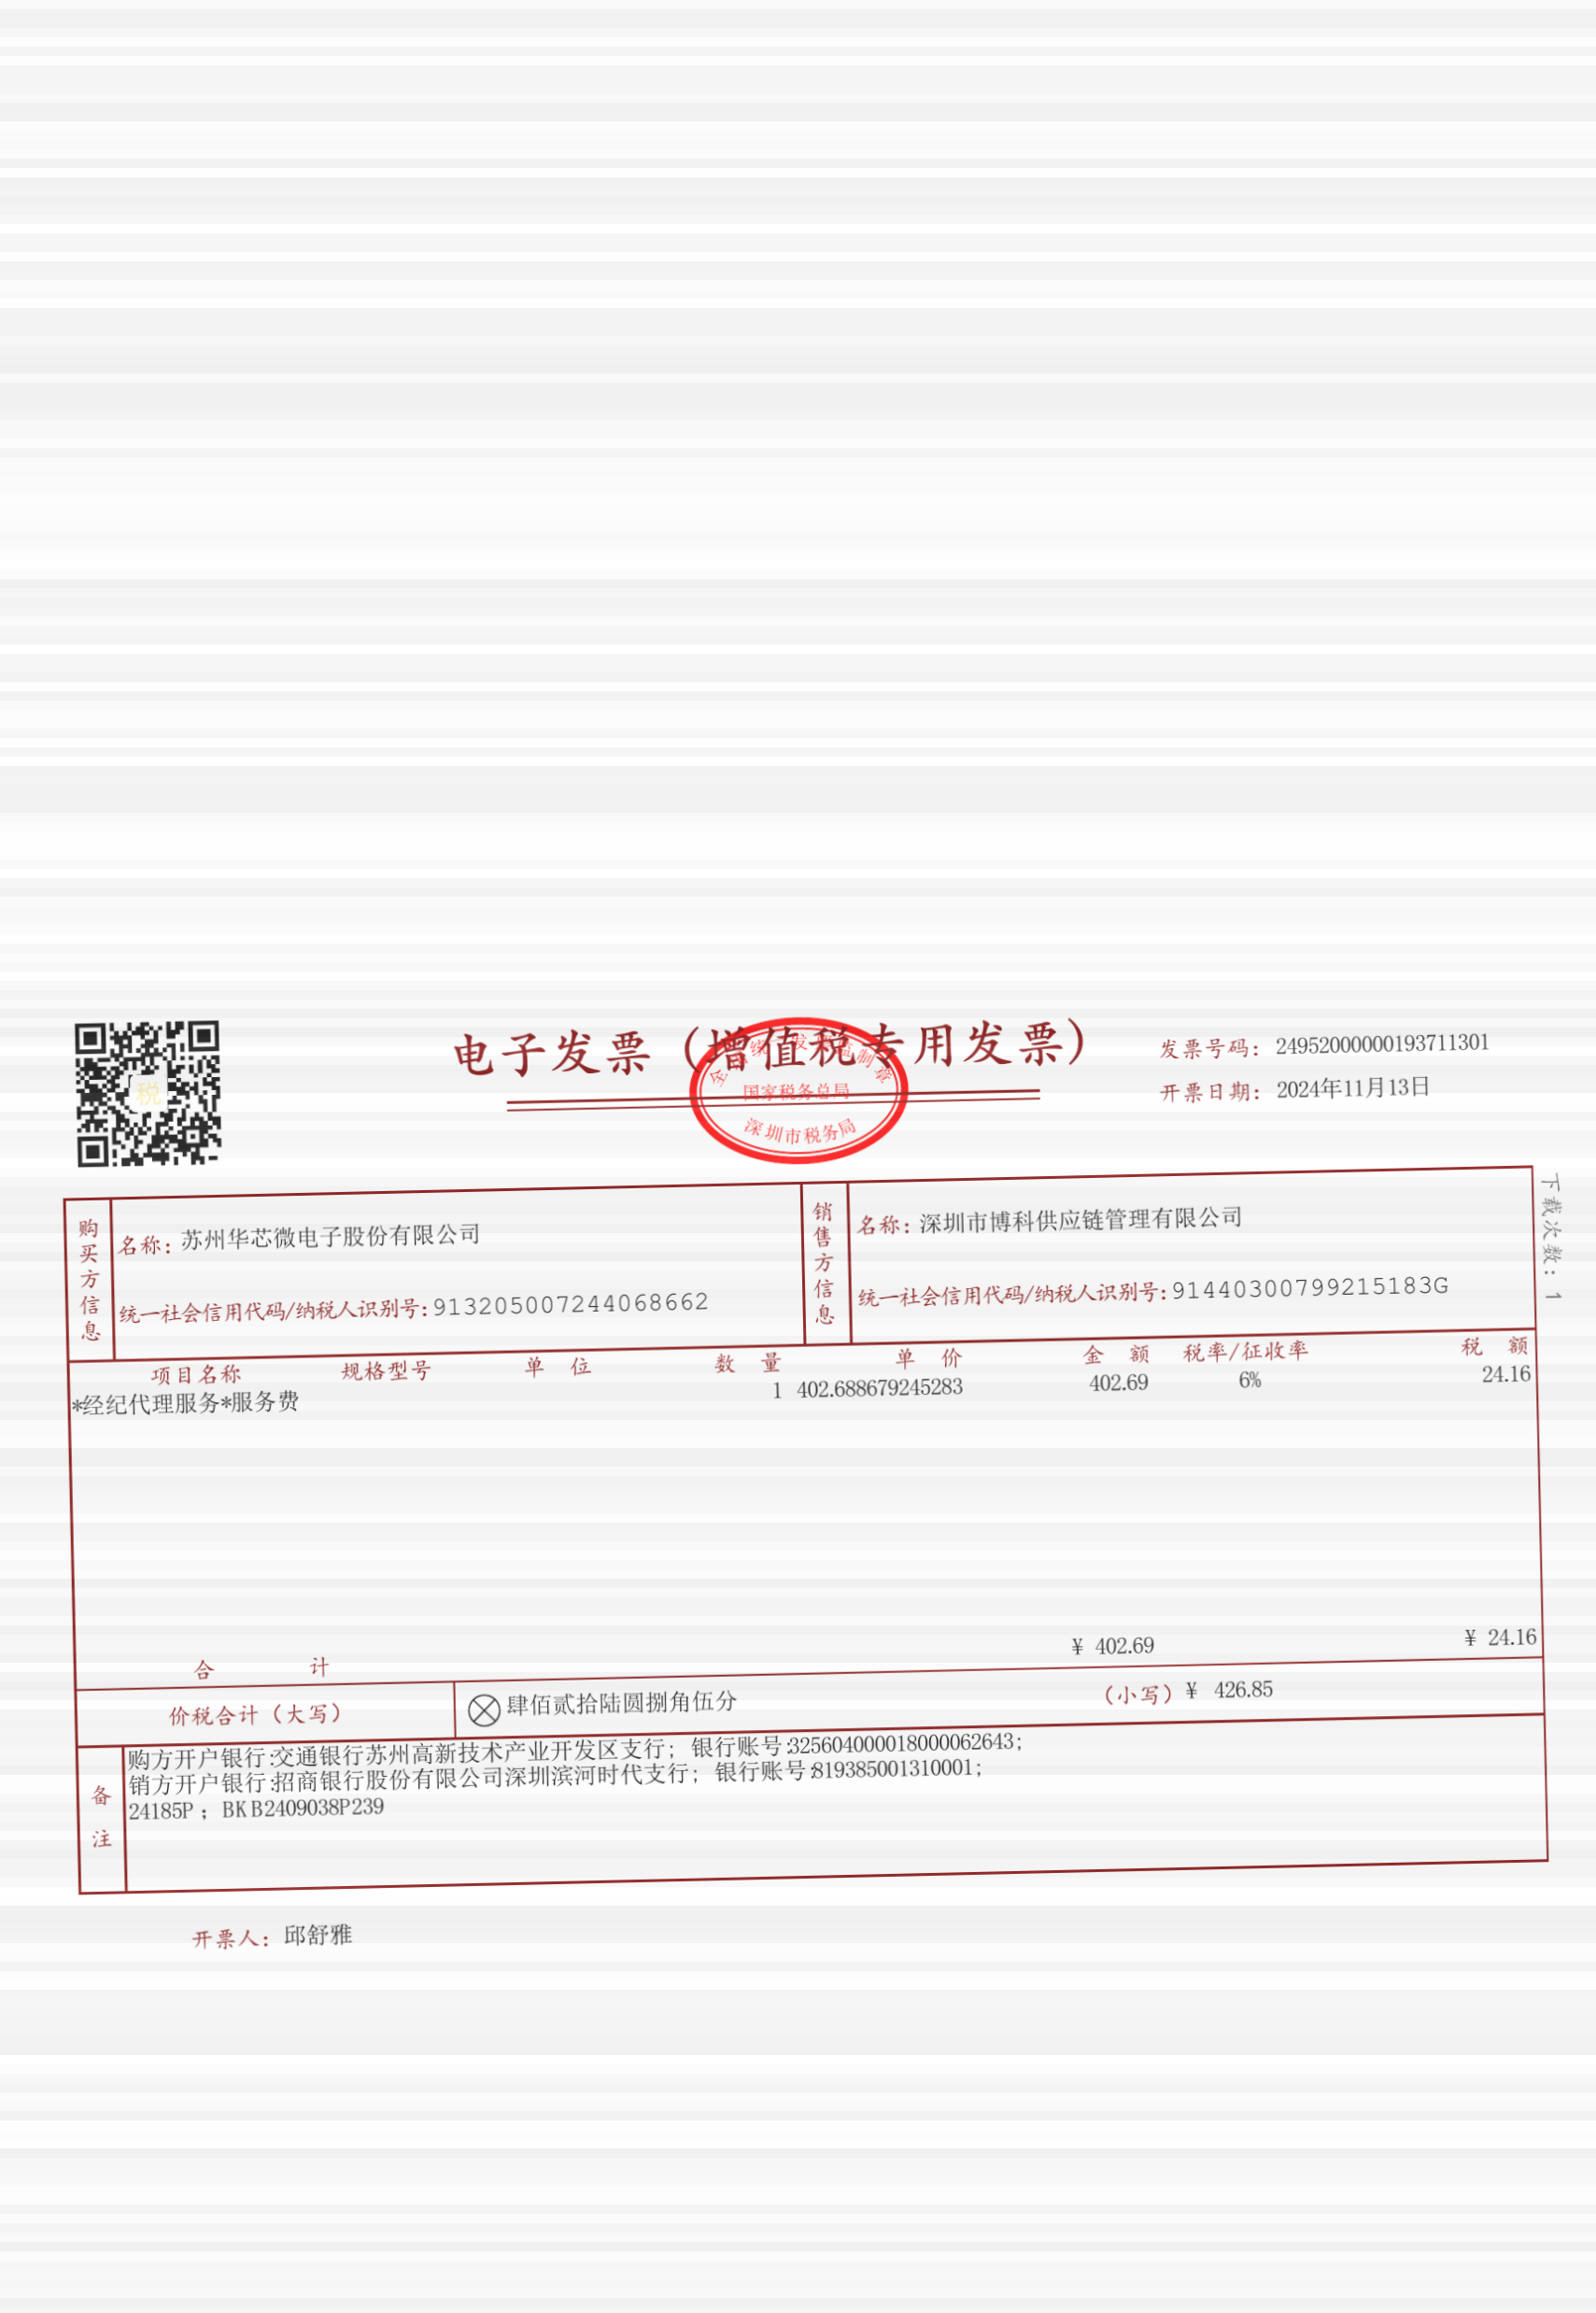 电子发票（增值税专用发票）
全国统一发票监制章
国家税务总局
深圳市税务局
税
发票号码：24952000000193711301
开票日期：2024年11月13日
下载次数：1
购买方信息
名称：苏州华芯微电子股份有限公司
统一社会信用代码/纳税人识别号：913205007244068662
销售方信息
名称：深圳市博科供应链管理有限公司
统一社会信用代码/纳税人识别号：91440300799215183G
项目名称 规格型号 单位 数量 单价 金额 税率/征收率 税额
*经纪代理服务*服务费 1 402.688679245283 402.69 6% 24.16
合计 ¥ 402.69 ¥ 24.16
价税合计（大写） 肆佰贰拾陆圆捌角伍分 （小写）¥ 426.85
备注
购方开户银行:交通银行苏州高新技术产业开发区支行； 银行账号:325604000018000062643；
销方开户银行:招商银行股份有限公司深圳滨河时代支行； 银行账号:819385001310001；
24185P ；BKB2409038P239
开票人：邱舒雅